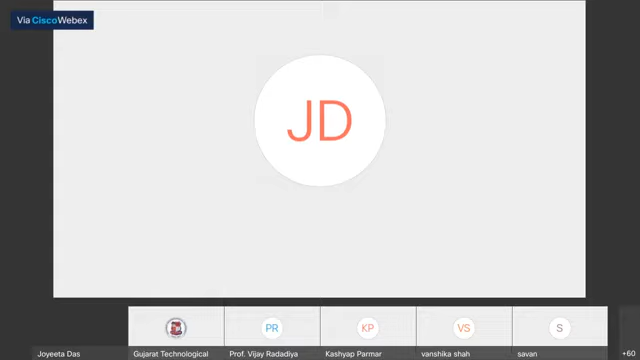 Via CiscoWebex
JD
PR
KP
VS
S
Joyeeta Das
Gujarat Technological
Prof. Vijay Radadiya
Kashyap Parmar
vanshika shah
savan
+60